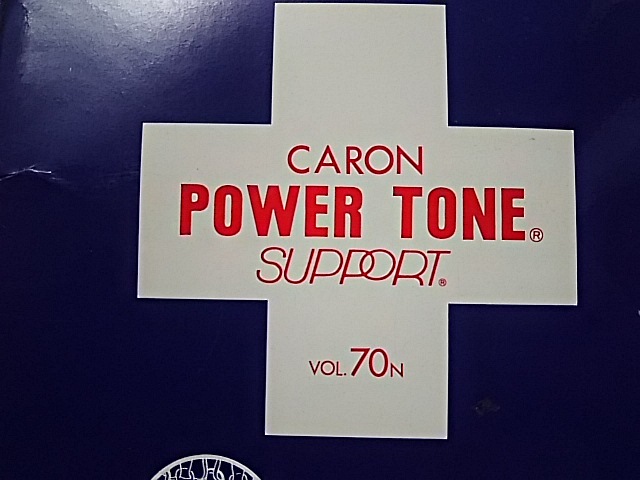 CARON
POWER TONE®
SUPPORT®
VOL. 70N